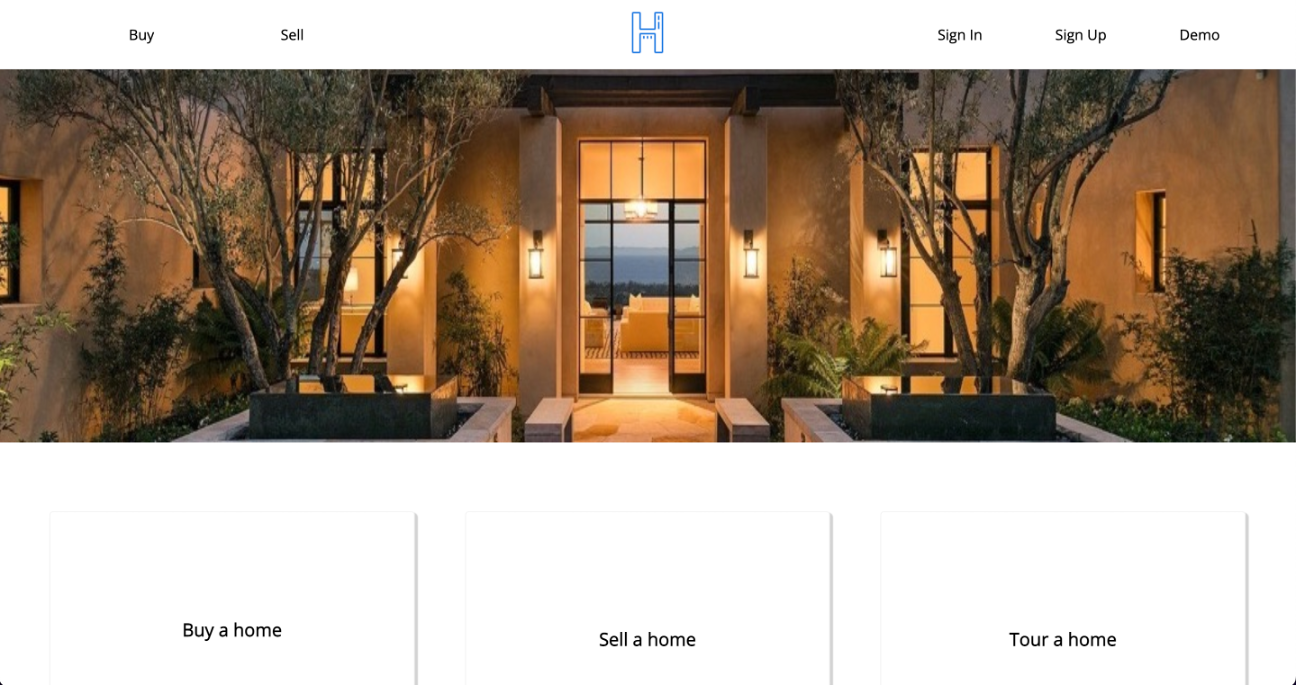 Buy
Sell
Sign In
Sign Up
Demo
Buy a home
Sell a home
Tour a home